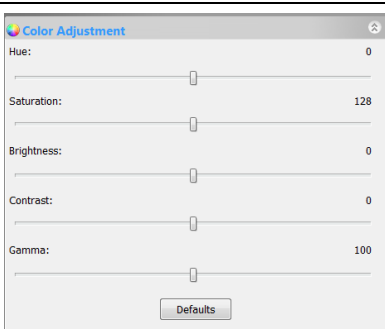 Color Adjustment
Hue: 0
Saturation: 128
Brightness: 0
Contrast: 0
Gamma: 100
Defaults